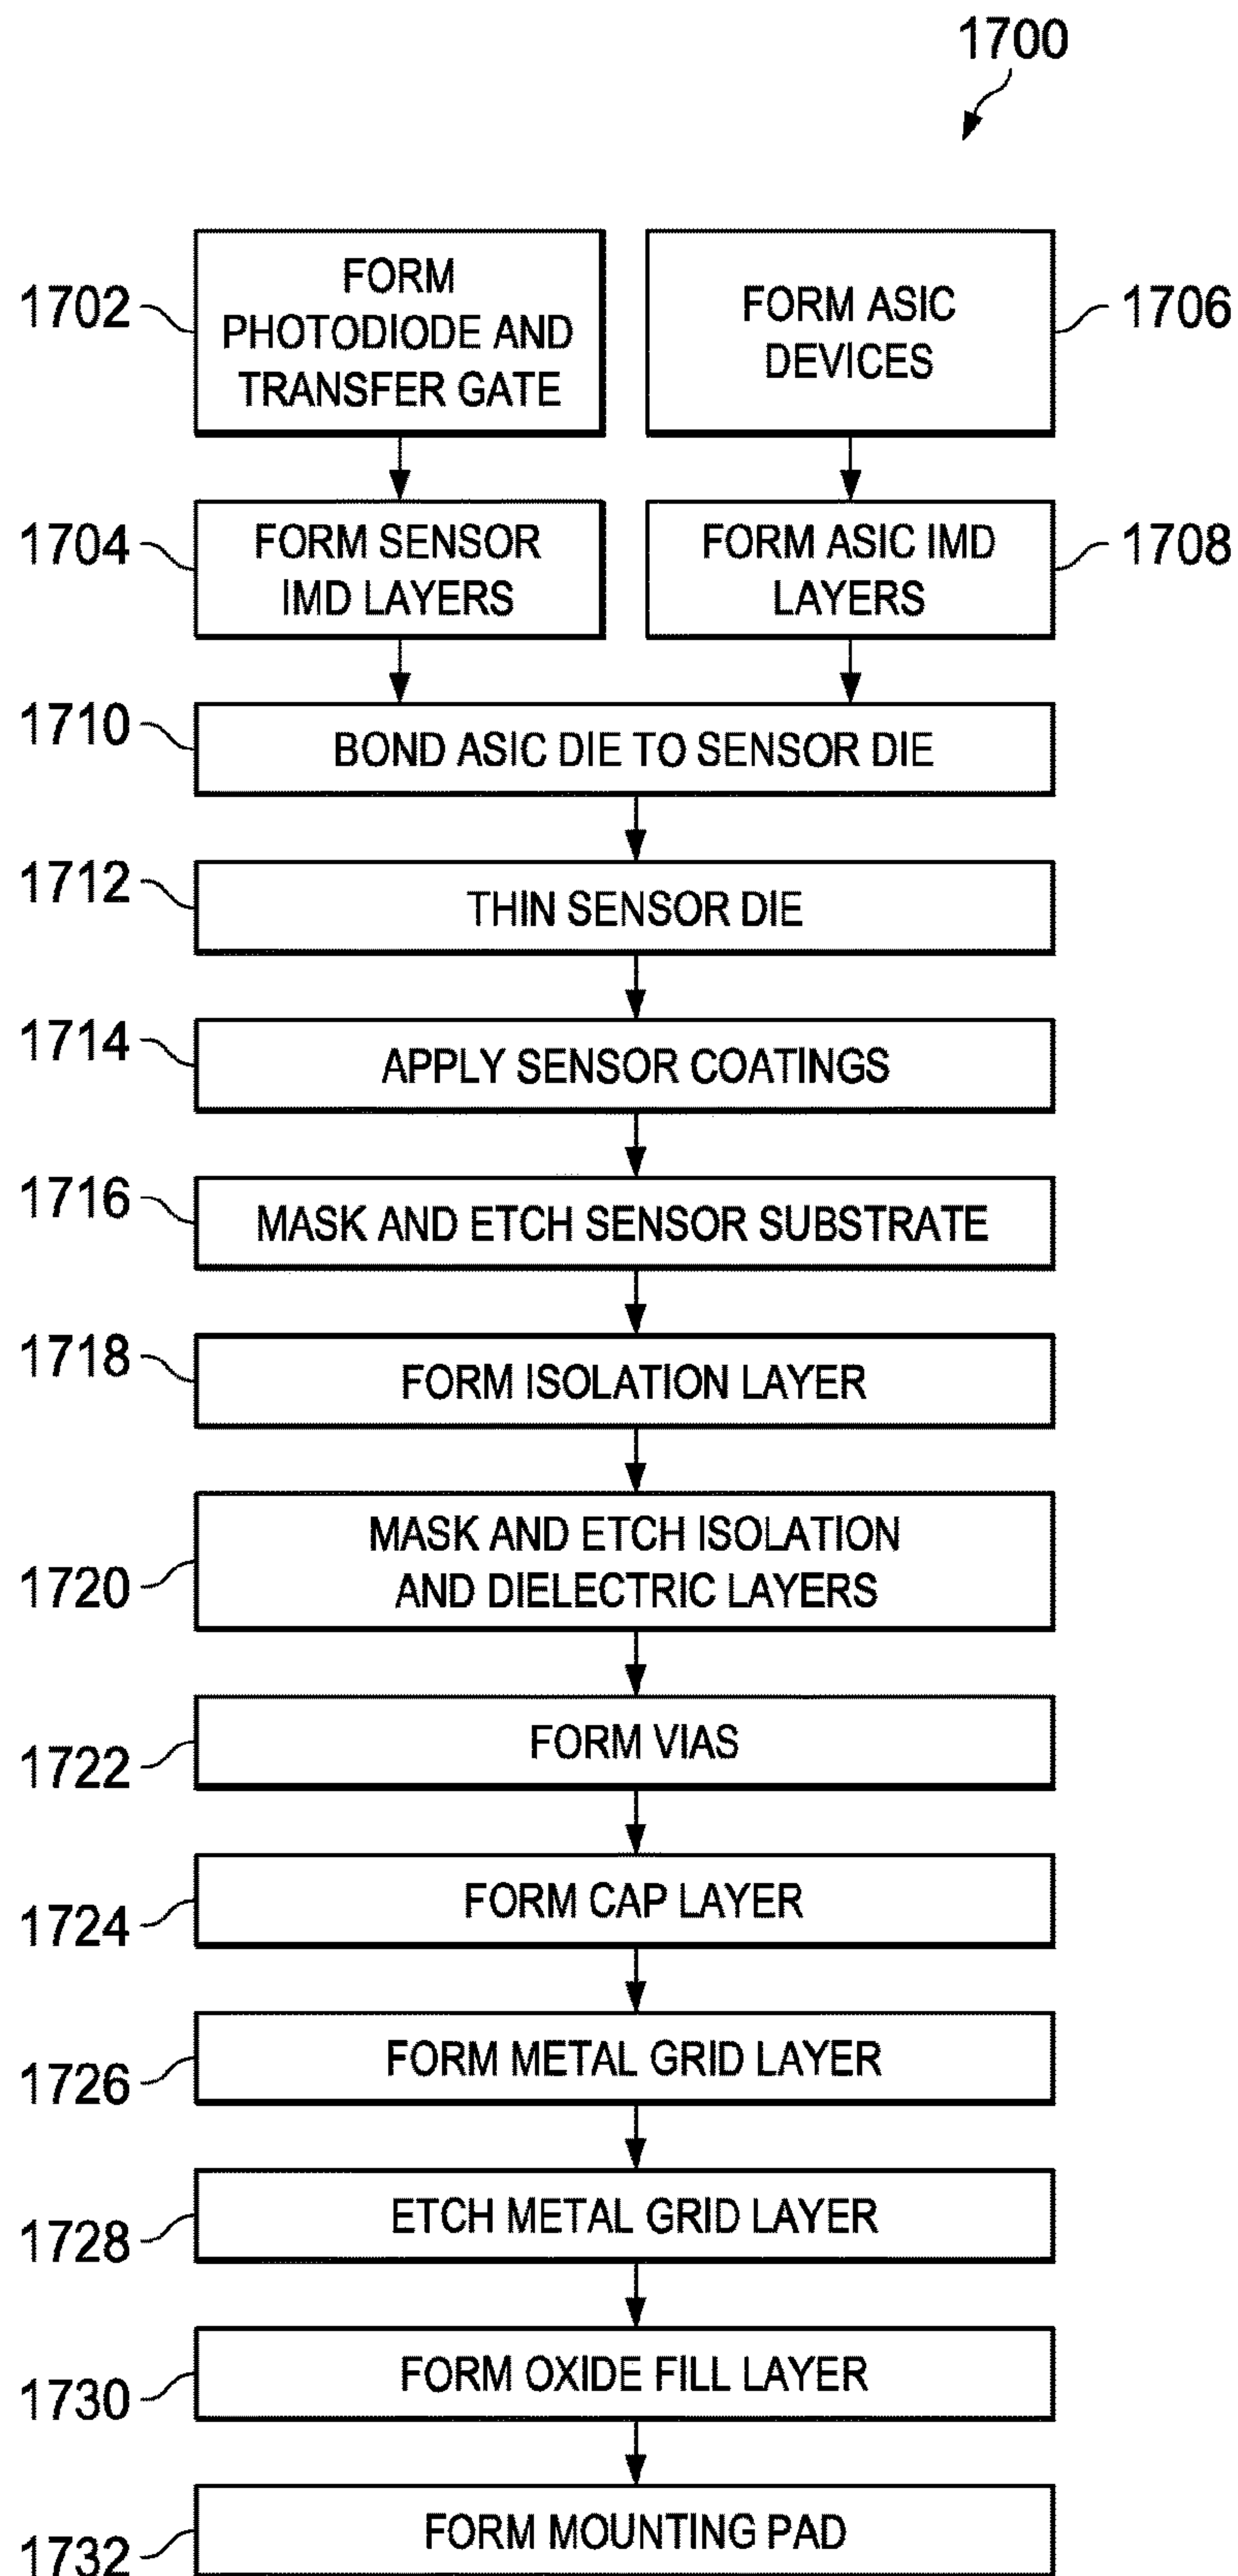 1700
1702
FORM
PHOTODIODE AND
TRANSFER GATE
FORM ASIC
DEVICES
1706
1704
FORM SENSOR
IMD LAYERS
FORM ASIC IMD
LAYERS
1708
1710
BOND ASIC DIE TO SENSOR DIE
1712
THIN SENSOR DIE
1714
APPLY SENSOR COATINGS
1716
MASK AND ETCH SENSOR SUBSTRATE
1718
FORM ISOLATION LAYER
1720
MASK AND ETCH ISOLATION
AND DIELECTRIC LAYERS
1722
FORM VIAS
1724
FORM CAP LAYER
1726
FORM METAL GRID LAYER
1728
ETCH METAL GRID LAYER
1730
FORM OXIDE FILL LAYER
1732
FORM MOUNTING PAD